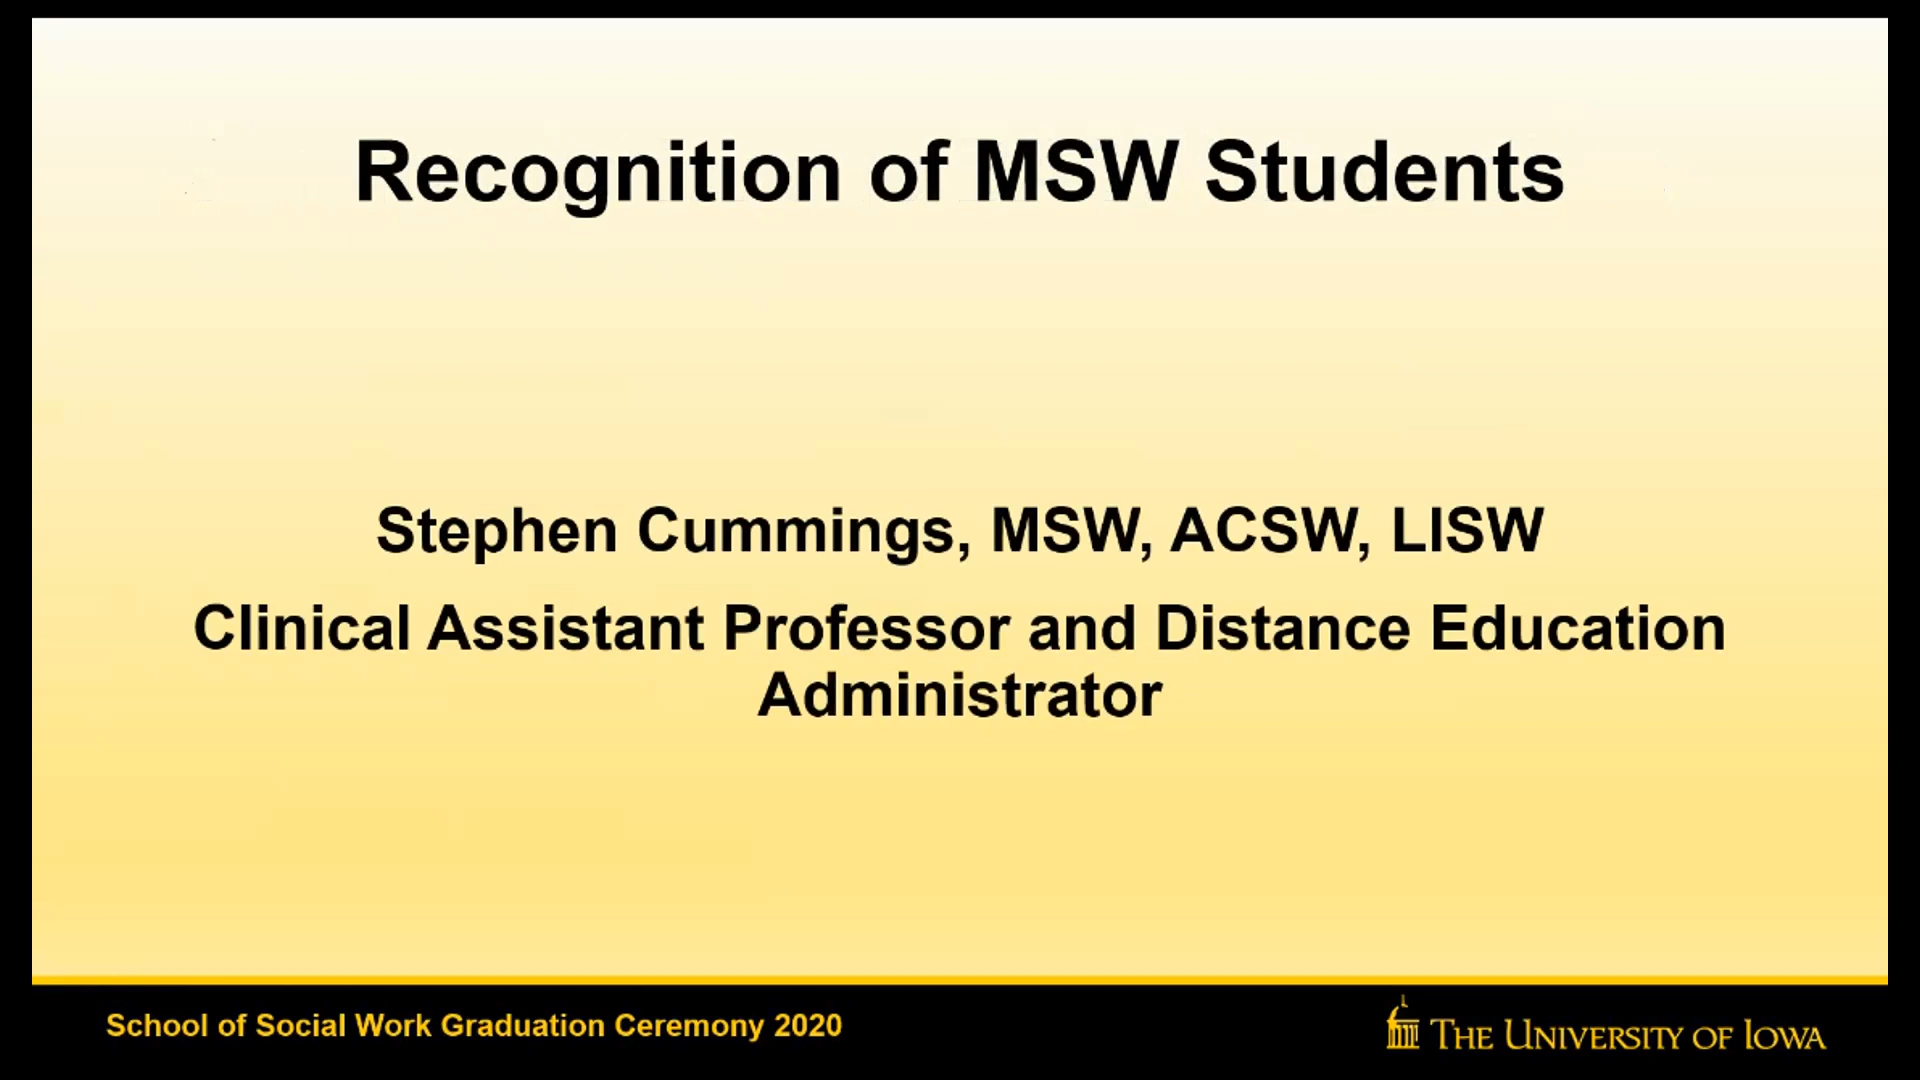 Recognition of MSW Students
Stephen Cummings, MSW, ACSW, LISW
Clinical Assistant Professor and Distance Education
Administrator
School of Social Work Graduation Ceremony 2020
THE UNIVERSITY OF IOWA